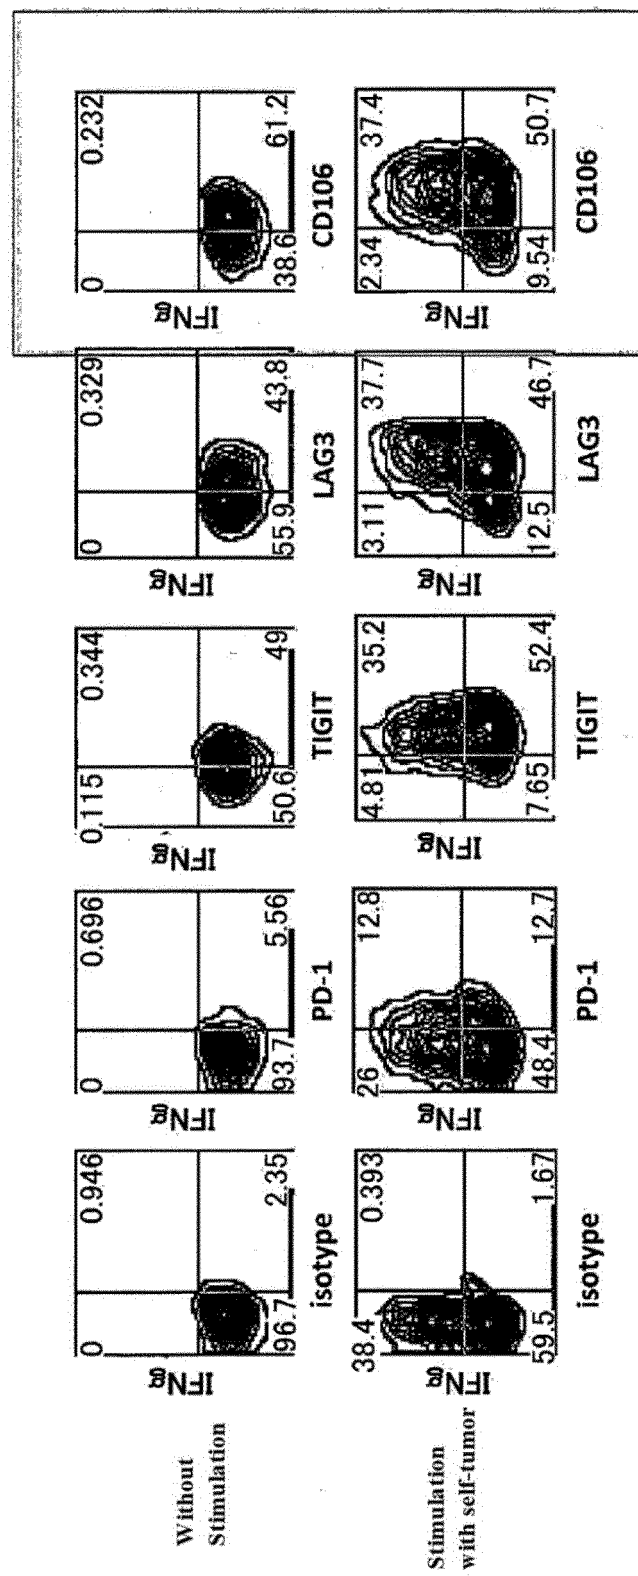 Without
Stimulation
IFNg
0
0.946
96.7
2.35
isotype
IFNg
0
0.696
93.7
5.56
PD-1
IFNg
0.115
0.344
50.6
49
TIGIT
IFNg
0
0.329
55.9
43.8
LAG3
IFNg
0
0.232
38.6
61.2
CD106
Stimulation
with self-tumor
IFNg
38.4
0.393
59.5
1.67
isotype
IFNg
26
12.8
48.4
12.7
PD-1
IFNg
4.81
35.2
7.65
52.4
TIGIT
IFNg
3.11
37.7
12.5
46.7
LAG3
IFNg
2.34
37.4
9.54
50.7
CD106